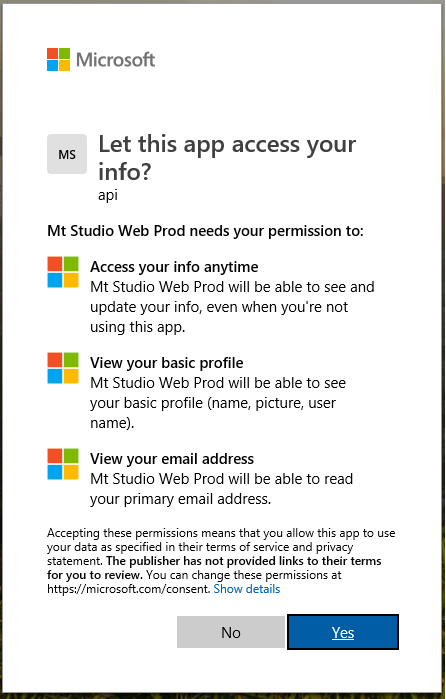 Microsoft
MS
Let this app access your
info?
api
Mt Studio Web Prod needs your permission to:
Access your info anytime
Mt Studio Web Prod will be able to see and
update your info, even when you're not
using this app.
View your basic profile
Mt Studio Web Prod will be able to see
your basic profile (name, picture, user
name).
View your email address
Mt Studio Web Prod will be able to read
your primary email address.
Accepting these permissions means that you allow this app to use
your data as specified in their terms of service and privacy
statement. The publisher has not provided links to their terms
for you to review. You can change these permissions at
https://microsoft.com/consent. Show details
No
Yes